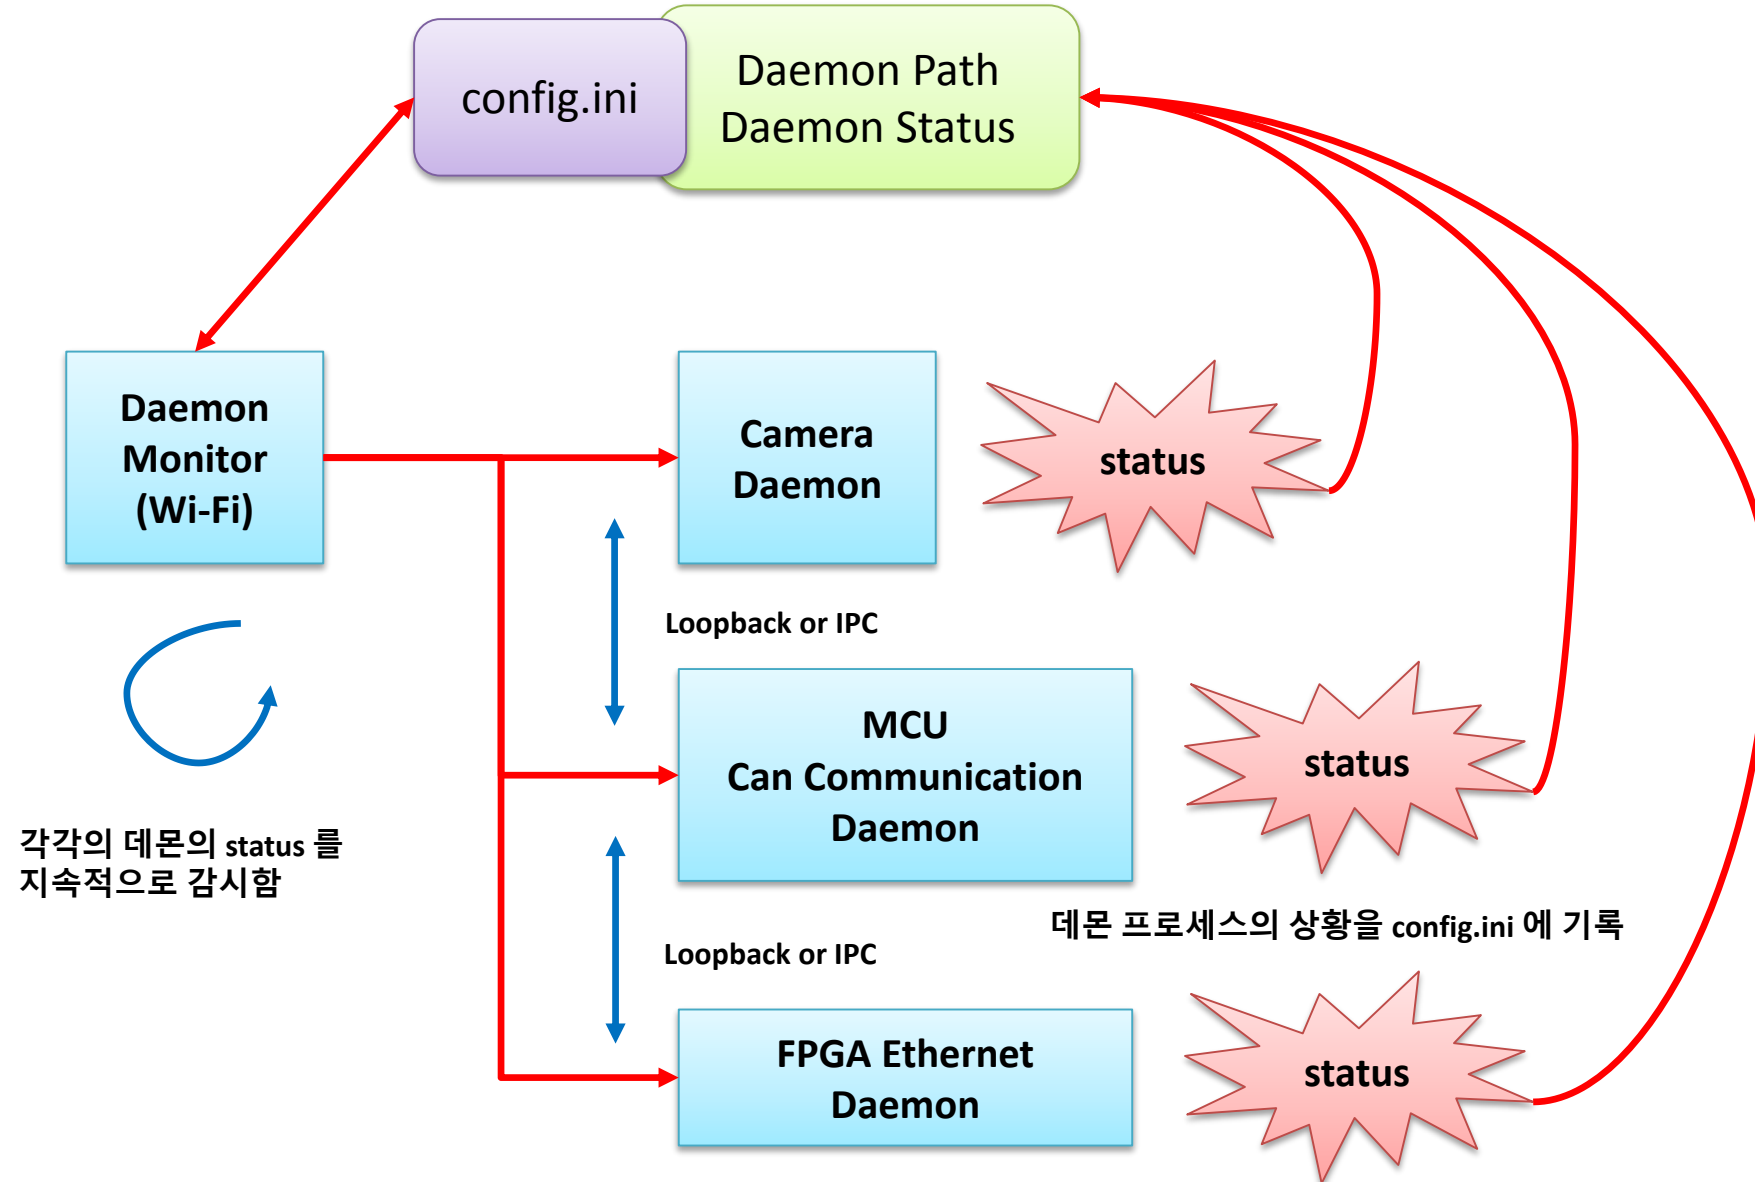 config.ini
Daemon Path
Daemon Status
Daemon
Monitor
(Wi-Fi)
Camera
Daemon
status
Loopback or IPC
MCU
Can Communication
Daemon
status
각각의 데몬의 status 를
지속적으로 감시함
데몬 프로세스의 상황을 config.ini 에 기록
Loopback or IPC
FPGA Ethernet
Daemon
status